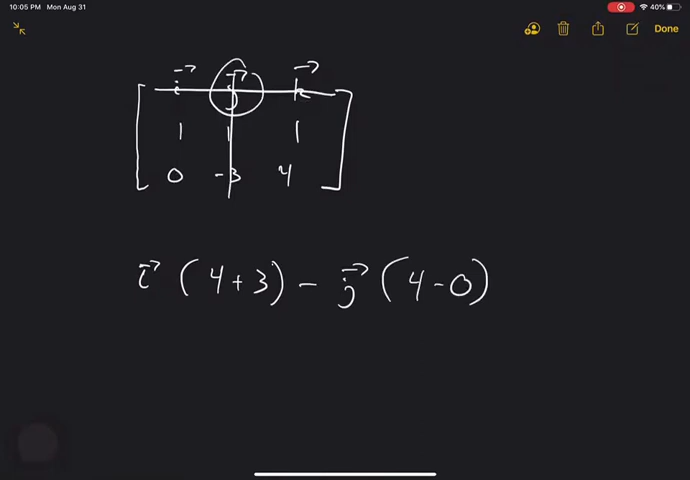 10:05 PM Mon Aug 31
40%
Done
i⃗ j⃗ k⃗
1 1 1
0 -3 4
i⃗ (4+3) - j⃗ (4-0)